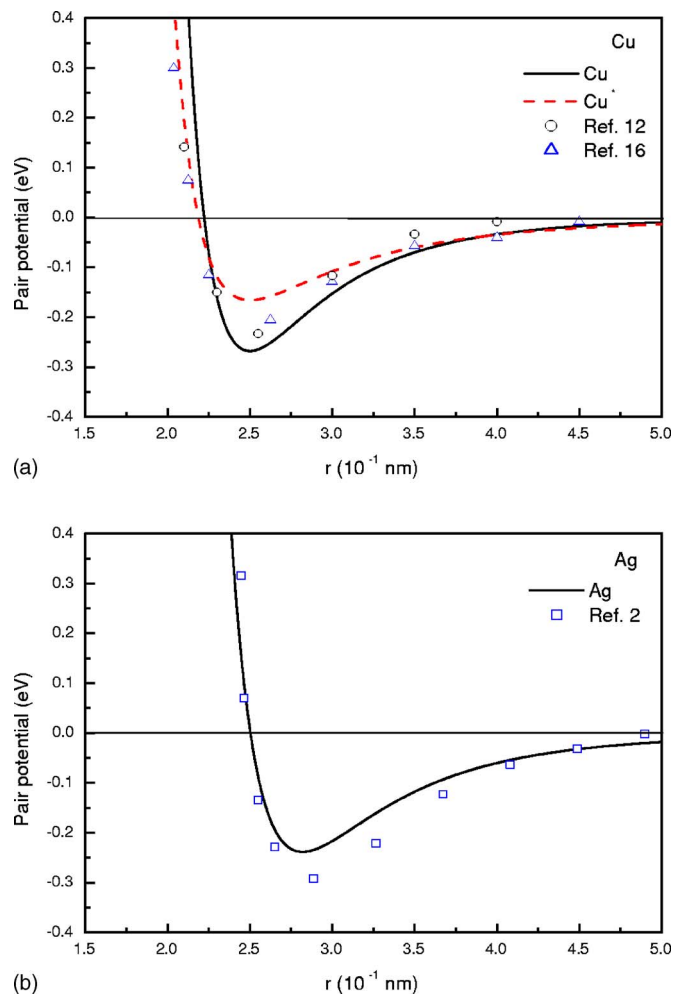 0.4
0.3
0.2
0.1
0.0
-0.1
-0.2
-0.3
-0.4
Pair potential (eV)
Cu
Cu
Cu*
Ref. 12
Ref. 16
1.5 2.0 2.5 3.0 3.5 4.0 4.5 5.0
r (10⁻¹ nm)
(a)
0.4
0.3
0.2
0.1
0.0
-0.1
-0.2
-0.3
-0.4
Pair potential (eV)
Ag
Ag
Ref. 2
1.5 2.0 2.5 3.0 3.5 4.0 4.5 5.0
r (10⁻¹ nm)
(b)